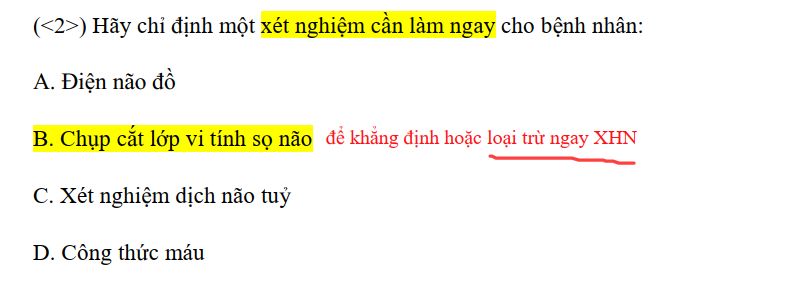 (<2>) Hãy chỉ định một xét nghiệm cần làm ngay cho bệnh nhân:
A. Điện não đồ
B. Chụp cắt lớp vi tính sọ não để khẳng định hoặc loại trừ ngay XHN
C. Xét nghiệm dịch não tuỷ
D. Công thức máu